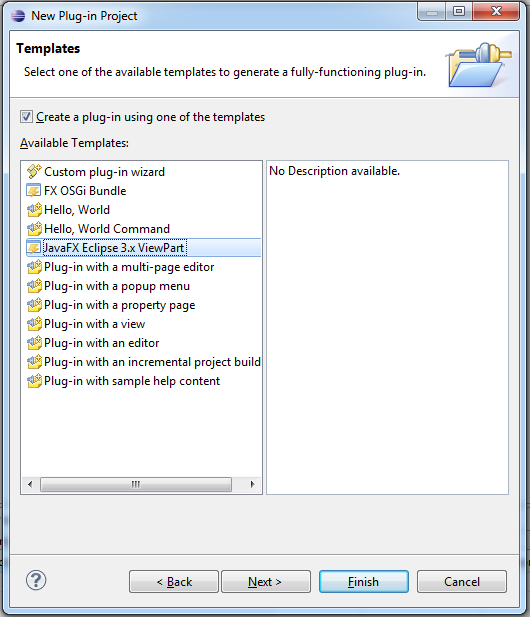 New Plug-in Project
Templates
Select one of the available templates to generate a fully-functioning plug-in.
Create a plug-in using one of the templates
Available Templates:
Custom plug-in wizard
No Description available.
FX OSGi Bundle
Hello, World
Hello, World Command
JavaFX Eclipse 3.x ViewPart
Plug-in with a multi-page editor
Plug-in with a popup menu
Plug-in with a property page
Plug-in with a view
Plug-in with an editor
Plug-in with an incremental project build
Plug-in with sample help content
?
< Back
Next >
Finish
Cancel